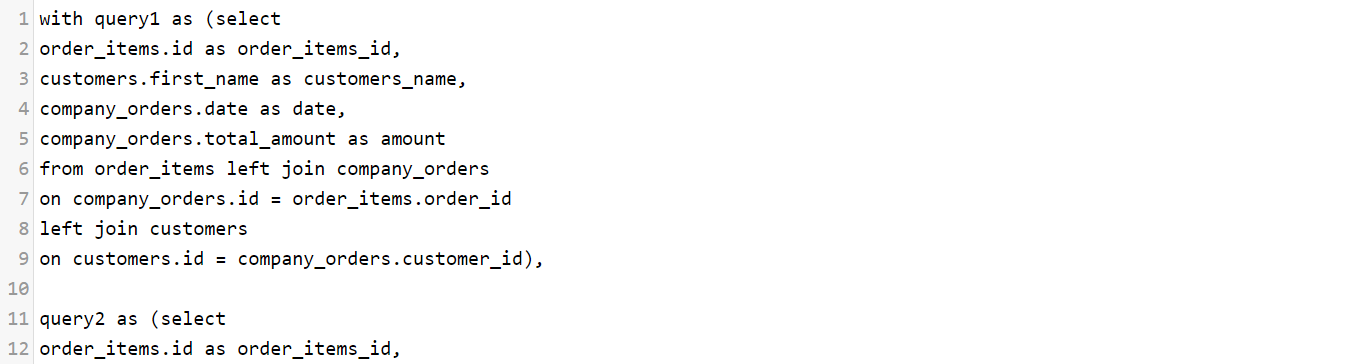 1 with query1 as (select
2 order_items.id as order_items_id,
3 customers.first_name as customers_name,
4 company_orders.date as date,
5 company_orders.total_amount as amount
6 from order_items left join company_orders
7 on company_orders.id = order_items.order_id
8 left join customers
9 on customers.id = company_orders.customer_id),
10
11 query2 as (select
12 order_items.id as order_items_id,